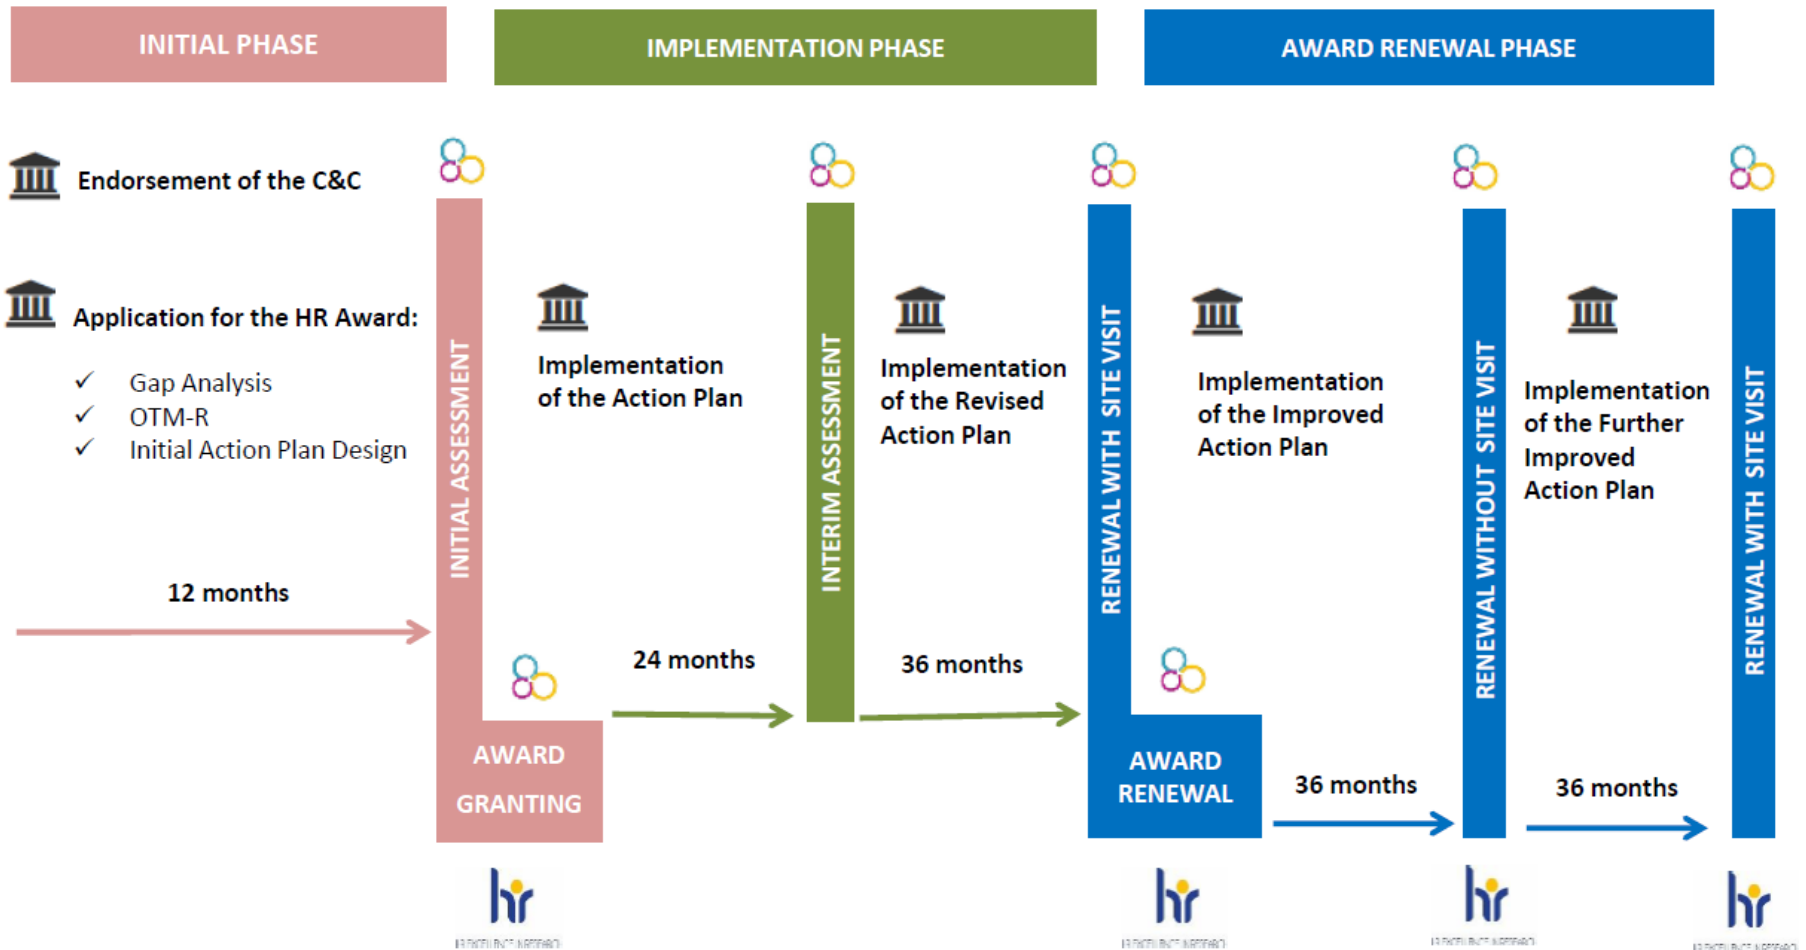 INITIAL PHASE
IMPLEMENTATION PHASE
AWARD RENEWAL PHASE
Endorsement of the C&C
Application for the HR Award:
✓ Gap Analysis
✓ OTM-R
✓ Initial Action Plan Design
12 months
INITIAL ASSESSMENT
AWARD
GRANTING
Implementation
of the Action Plan
24 months
INTERIM ASSESSMENT
Implementation
of the Revised
Action Plan
36 months
RENEWAL WITH SITE VISIT
AWARD
RENEWAL
Implementation
of the Improved
Action Plan
36 months
RENEWAL WITHOUT SITE VISIT
Implementation
of the Further
Improved
Action Plan
36 months
RENEWAL WITH SITE VISIT
hr
hr
hr
hr